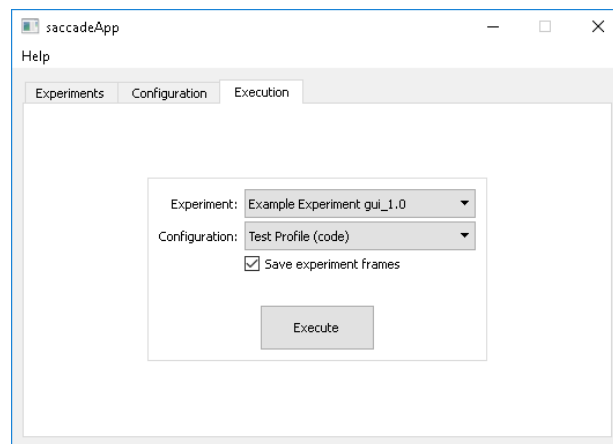 saccadeApp
Help
Experiments Configuration Execution
Experiment: Example Experiment gui_1.0
Configuration: Test Profile (code)
Save experiment frames
Execute